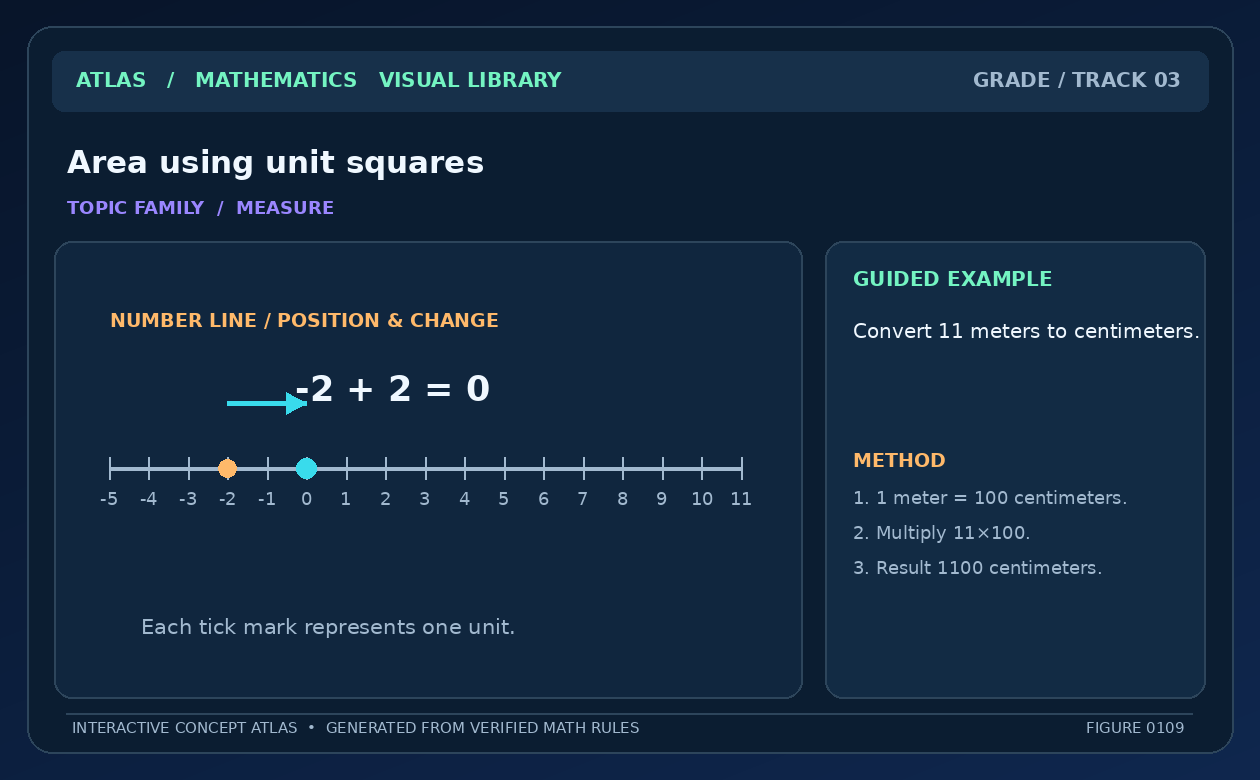 ATLAS / MATHEMATICS VISUAL LIBRARY
GRADE / TRACK 03
Area using unit squares
TOPIC FAMILY / MEASURE
NUMBER LINE / POSITION & CHANGE
-2 + 2 = 0
-5 -4 -3 -2 -1 0 1 2 3 4 5 6 7 8 9 10 11
Each tick mark represents one unit.
GUIDED EXAMPLE
Convert 11 meters to centimeters.
METHOD
1. 1 meter = 100 centimeters.
2. Multiply 11×100.
3. Result 1100 centimeters.
INTERACTIVE CONCEPT ATLAS • GENERATED FROM VERIFIED MATH RULES
FIGURE 0109